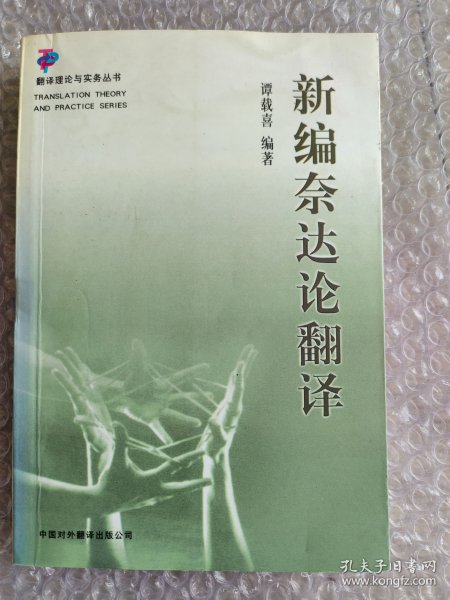 翻译理论与实务丛书
TRANSLATION THEORY
AND PRACTICE SERIES
新编奈达论翻译
谭载喜 编著
中国对外翻译出版公司
孔夫子旧书网
www.kongfz.com